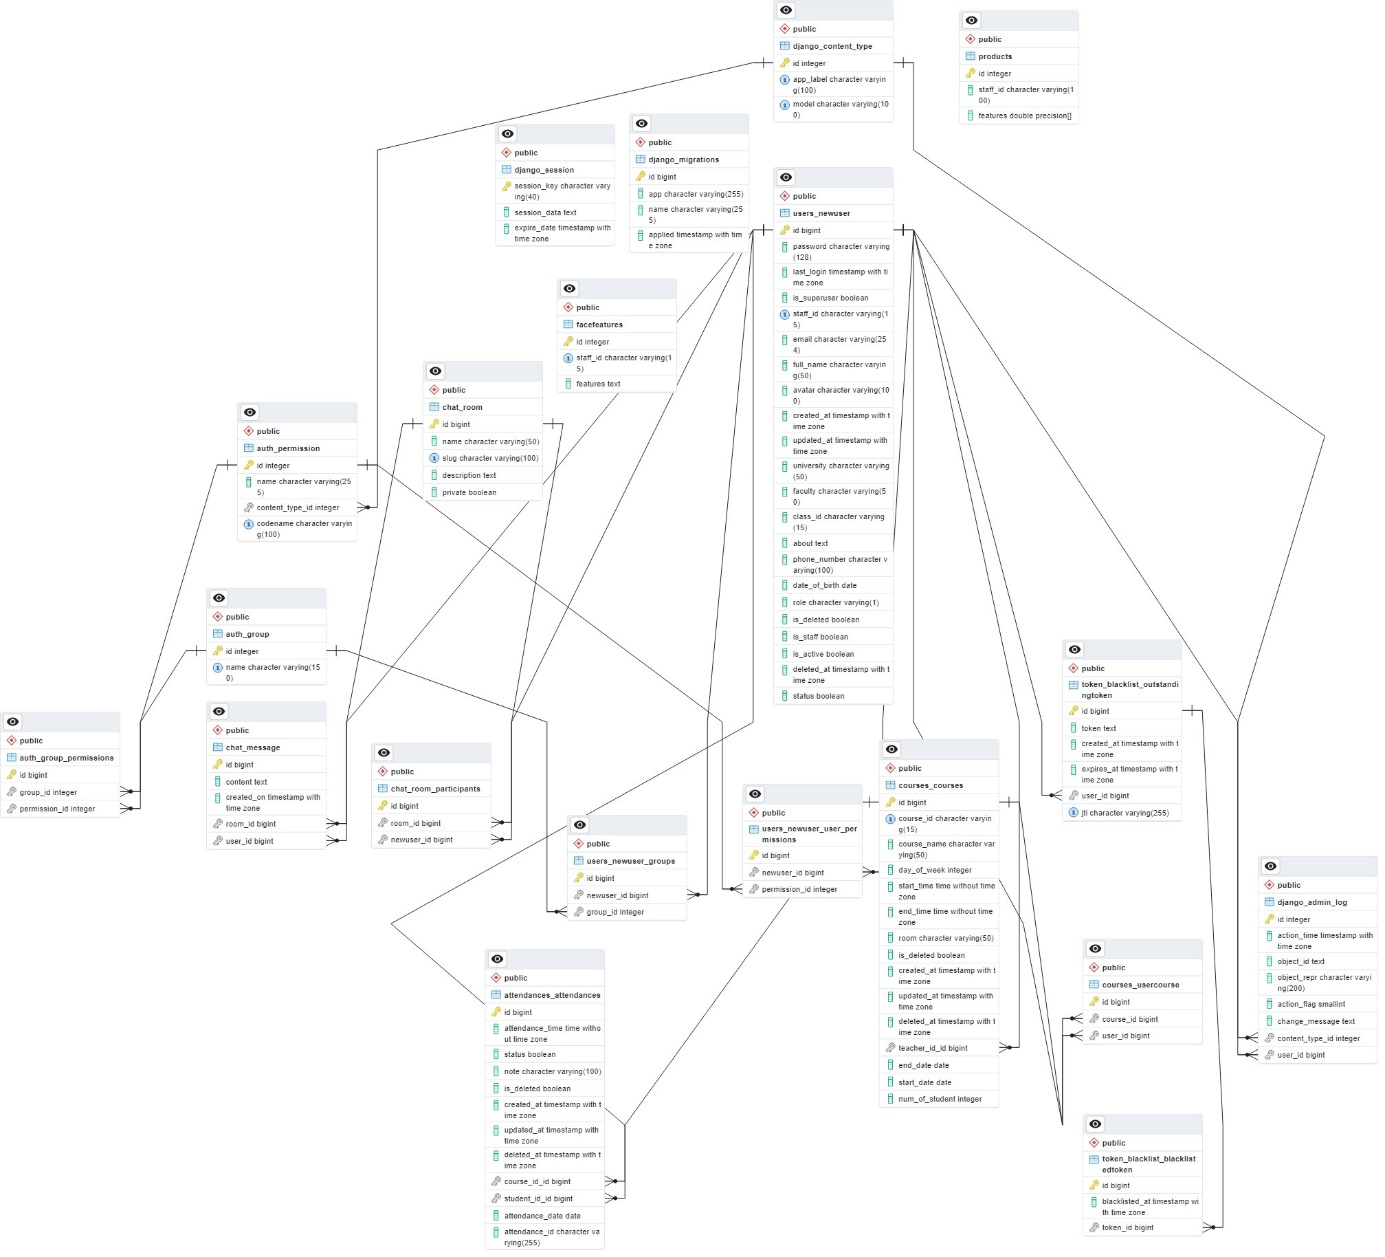 public
django_content_type
id integer
app_label character varyin
g(100)
model character varying(10
0)
public
products
id integer
staff_id character varying(1
00)
features double precision[]
public
django_session
session_key character vary
ing(40)
session_data text
expire_date timestamp with
time zone
public
django_migrations
id bigint
app character varying(255)
name character varying(25
5)
applied timestamp with tim
e zone
public
users_newuser
id bigint
password character varying
(128)
last_login timestamp with ti
me zone
is_superuser boolean
staff_id character varying(1
5)
email character varying(25
4)
full_name character varyin
g(50)
avatar character varying(10
0)
created_at timestamp with t
ime zone
updated_at timestamp with
time zone
university character varying
(50)
faculty character varying(5
0)
class_id character varying
(15)
about text
phone_number character v
arying(100)
date_of_birth date
role character varying(1)
is_deleted boolean
is_staff boolean
is_active boolean
deleted_at timestamp with t
ime zone
status boolean
public
facefeatures
id integer
staff_id character varying(1
5)
features text
public
chat_room
id bigint
name character varying(50)
slug character varying(100)
description text
private boolean
public
auth_permission
id integer
name character varying(25
5)
content_type_id integer
codename character varyin
g(100)
public
auth_group
id integer
name character varying(15
0)
public
auth_group_permissions
id bigint
group_id integer
permission_id integer
public
chat_message
id bigint
content text
created_on timestamp with
time zone
room_id bigint
user_id bigint
public
chat_room_participants
id bigint
room_id bigint
newuser_id bigint
public
users_newuser_groups
id bigint
newuser_id bigint
group_id integer
public
users_newuser_user_per
missions
id bigint
newuser_id bigint
permission_id integer
public
courses_courses
id bigint
course_id character varyin
g(15)
course_name character var
ying(50)
day_of_week integer
start_time time without time
zone
end_time time without time
zone
room character varying(50)
is_deleted boolean
created_at timestamp with t
ime zone
updated_at timestamp with
time zone
deleted_at timestamp with t
ime zone
teacher_id_id bigint
end_date date
start_date date
num_of_student integer
public
token_blacklist_outstandi
ngtoken
id bigint
token text
created_at timestamp with t
ime zone
expires_at timestamp with t
ime zone
user_id bigint
jti character varying(255)
public
django_admin_log
id integer
action_time timestamp with
time zone
object_id text
object_repr character varyi
ng(200)
action_flag smallint
change_message text
content_type_id integer
user_id bigint
public
attendances_attendances
id bigint
attendance_time time witho
ut time zone
status boolean
note character varying(100)
is_deleted boolean
created_at timestamp with t
ime zone
updated_at timestamp with
time zone
deleted_at timestamp with t
ime zone
course_id_id bigint
student_id_id bigint
attendance_date date
attendance_id character va
rying(255)
public
courses_usercourse
id bigint
course_id bigint
user_id bigint
public
token_blacklist_blacklist
edtoken
id bigint
blacklisted_at timestamp wi
th time zone
token_id bigint